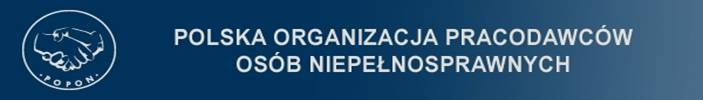 POLSKA ORGANIZACJA PRACODAWCÓW
OSÓB NIEPEŁNOSPRAWNYCH
·POPON·